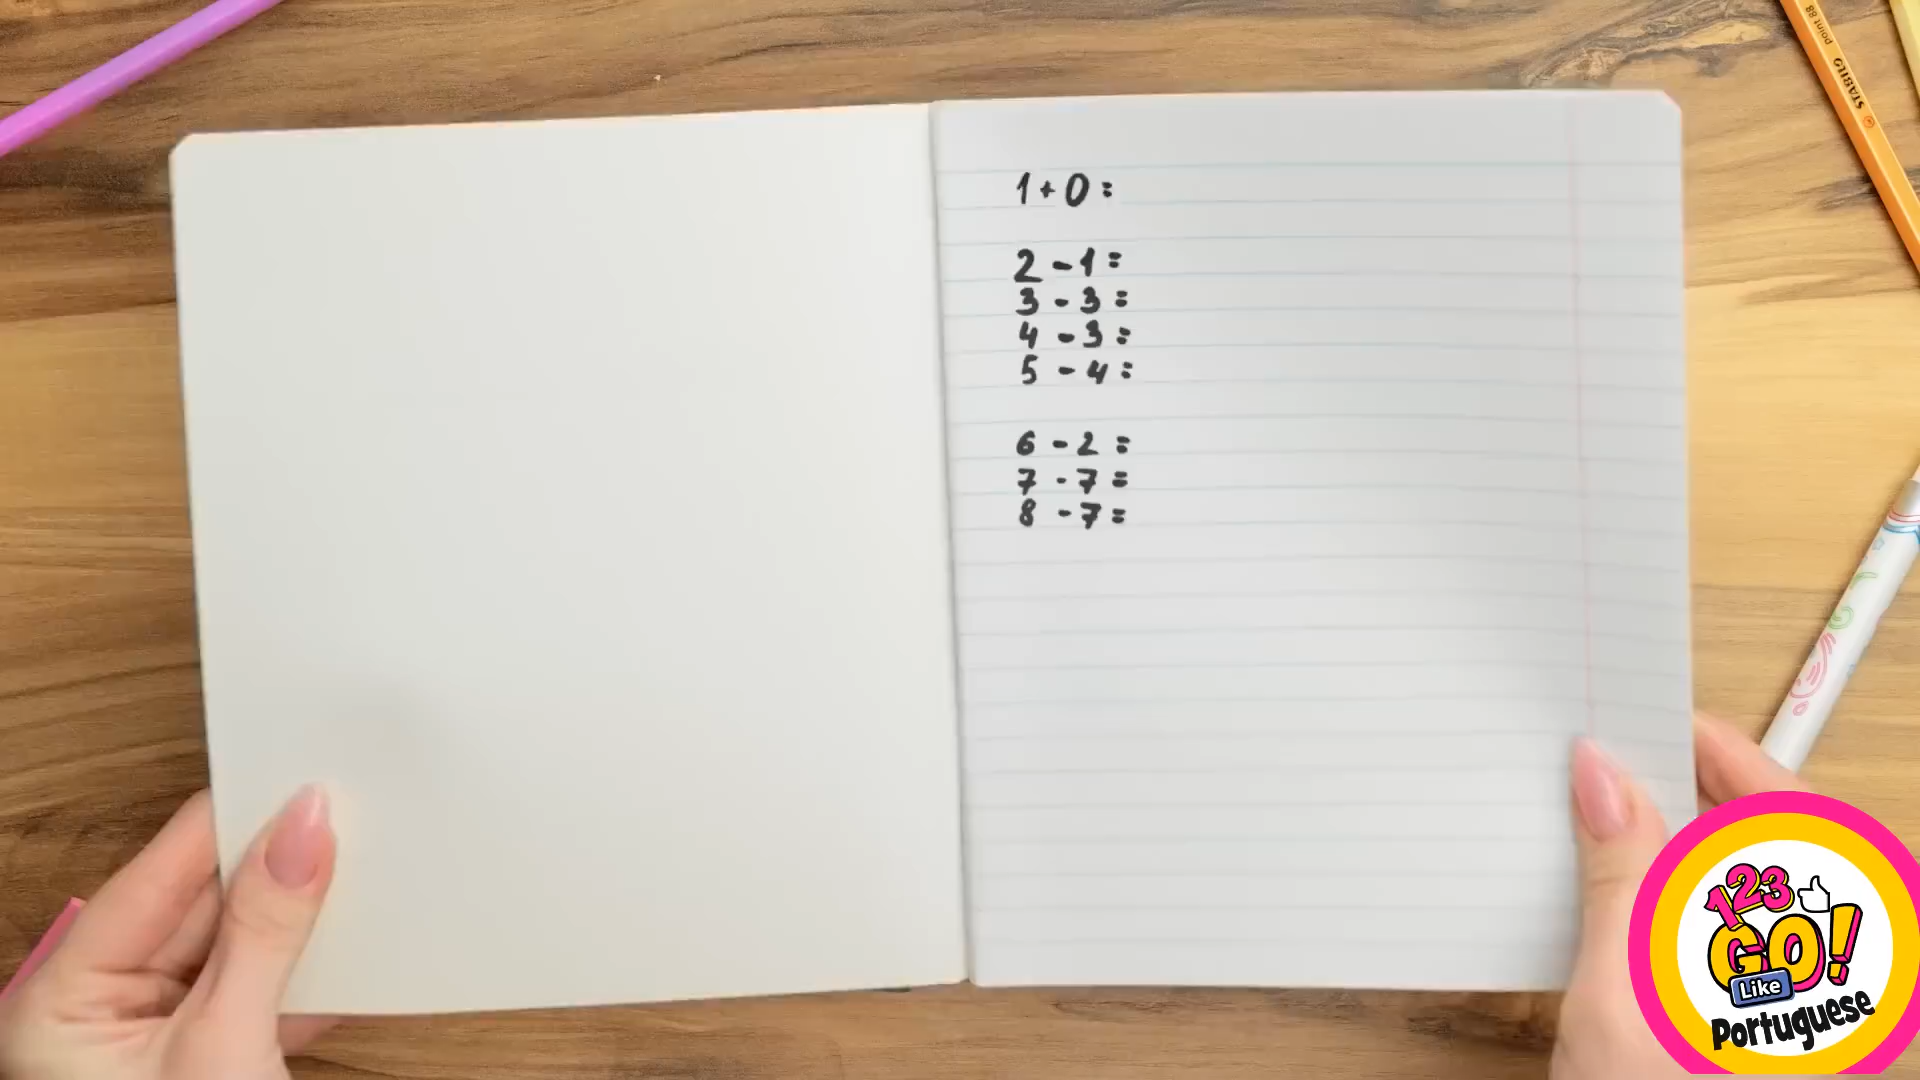 1+0=
2-1=
3-3=
4-3=
5-4=
6-2=
7-7=
8-7=
STABILO point 88
123
GO!
Like
Portuguese